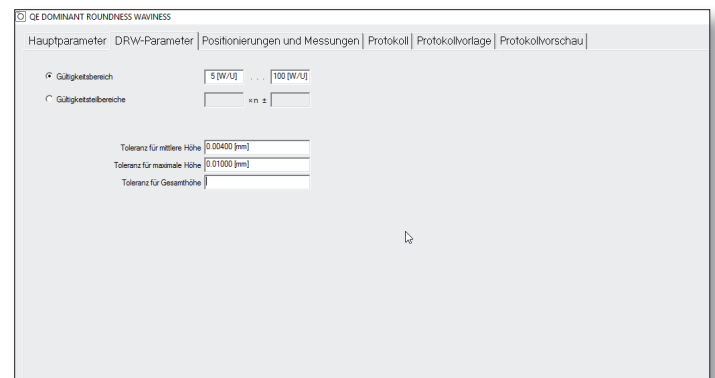 QE DOMINANT ROUNDNESS WAVINESS
Hauptparameter DRW-Parameter Positionierungen und Messungen Protokoll Protokollvorlage Protokollvorschau
Gültigkeitsbereich 5 [W/U] . . . 100 [W/U]
Gültigkeitsteilbereiche ×n ±
Toleranz für mittlere Höhe 0.00400 [mm]
Toleranz für maximale Höhe 0.01000 [mm]
Toleranz für Gesamthöhe